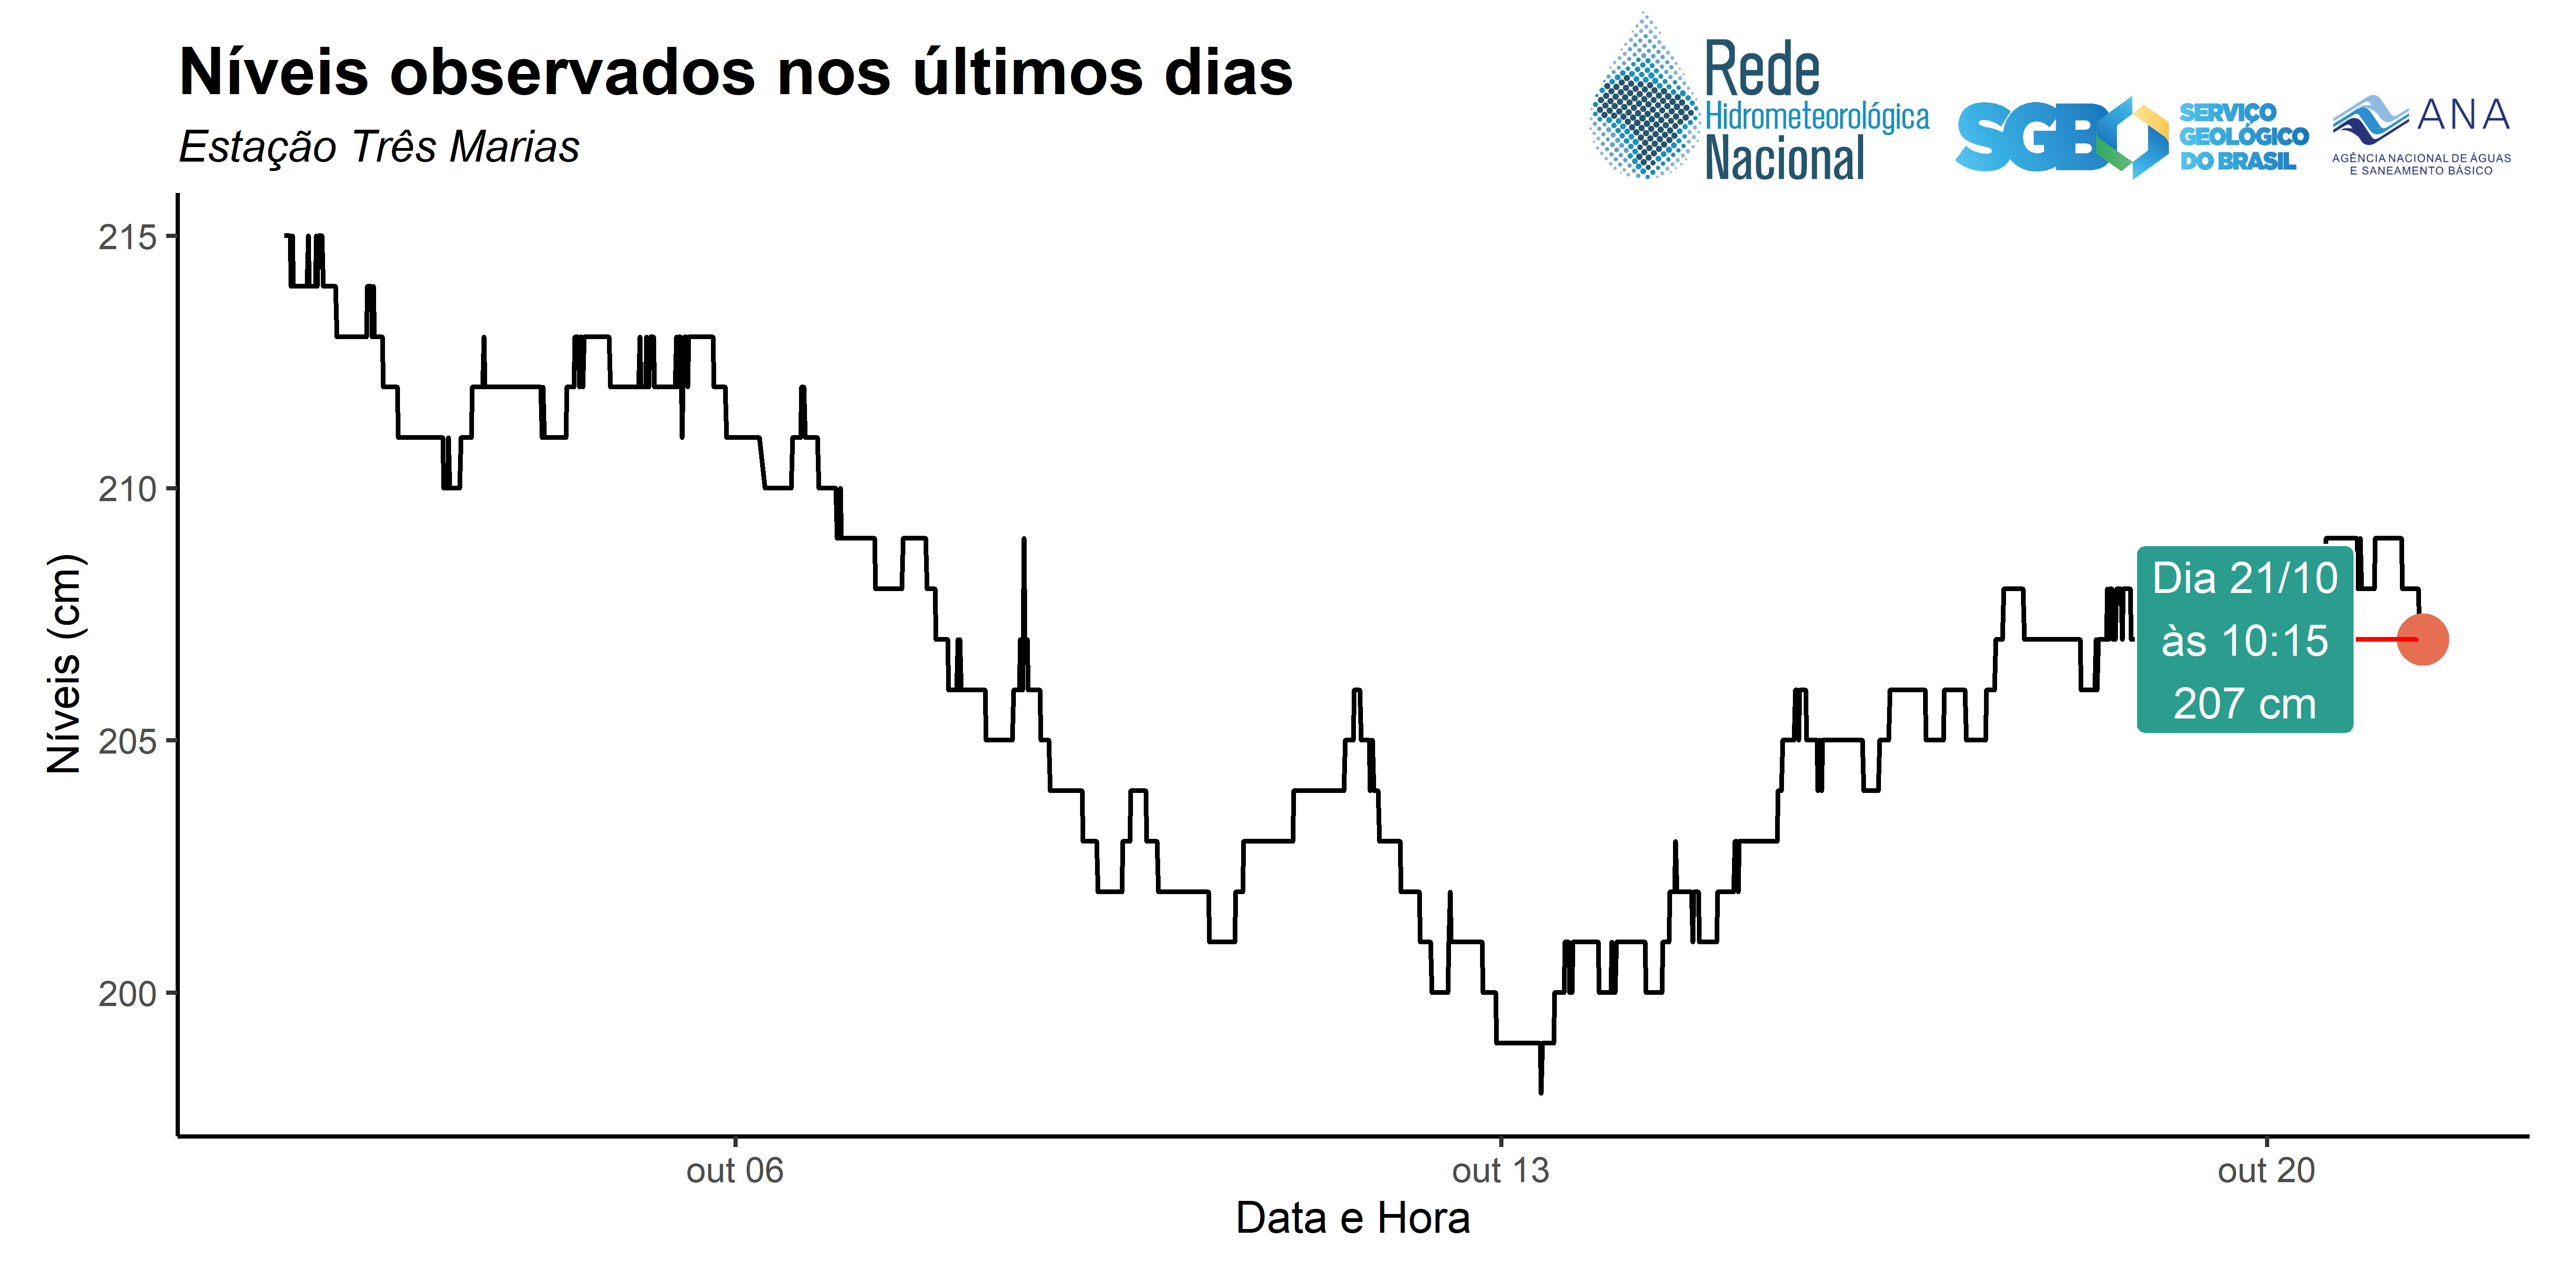 Níveis observados nos últimos dias
Estação Três Marias
Rede
Hidrometeorológica
Nacional
SGB
SERVIÇO
GEOLÓGICO
DO BRASIL
ANA
AGÊNCIA NACIONAL DE ÁGUAS
E SANEAMENTO BÁSICO
215
210
205
200
Níveis (cm)
Dia 21/10
às 10:15
207 cm
out 06
out 13
out 20
Data e Hora